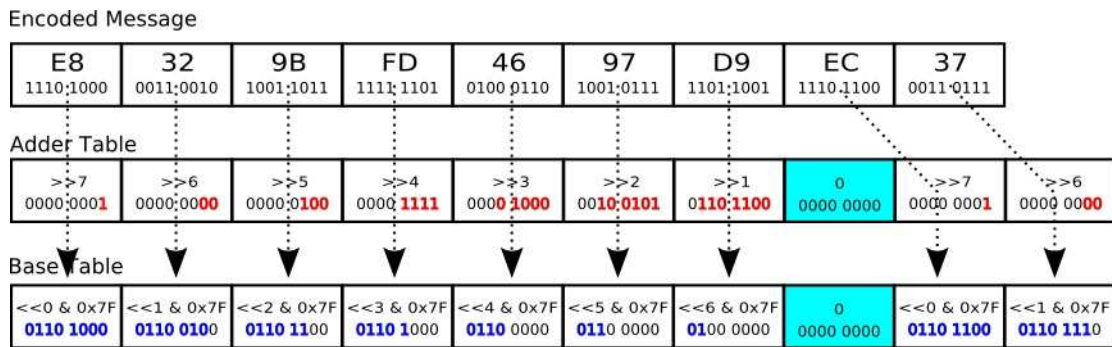 Encoded Message
E8 32 9B FD 46 97 D9 EC 37
1110 1000 0011 0010 1001 1011 1111 1101 0100 0110 1001 0111 1101 1001 1110 1100 0011 0111
Adder Table
>>7 >>6 >>5 >>4 >>3 >>2 >>1 0 >>7 >>6
0000 0001 0000 0000 0000 0100 0000 1111 0000 1000 0010 0101 0110 1100 0000 0000 0000 0001 0000 0000
Base Table
<<0 & 0x7F <<1 & 0x7F <<2 & 0x7F <<3 & 0x7F <<4 & 0x7F <<5 & 0x7F <<6 & 0x7F 0 <<0 & 0x7F <<1 & 0x7F
0110 1000 0110 0100 0110 1100 0110 1000 0110 0000 0110 0000 0100 0000 0000 0000 0110 1100 0110 1110